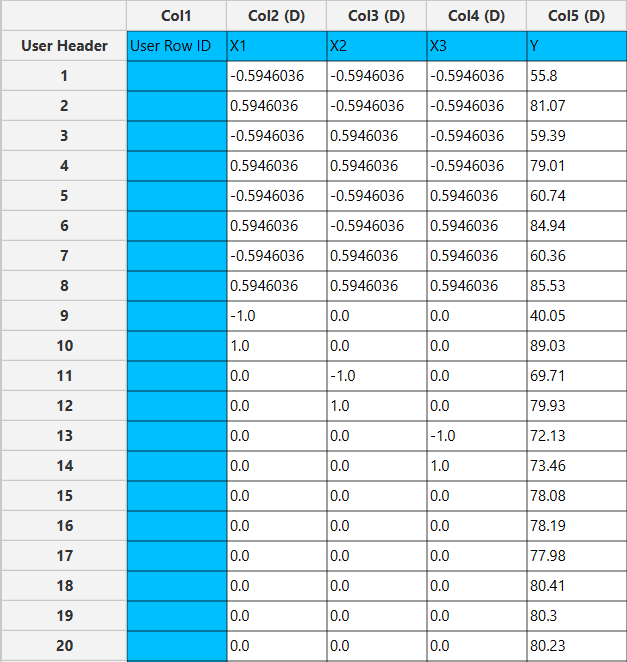 Col1 Col2 (D) Col3 (D) Col4 (D) Col5 (D)
User Header User Row ID X1 X2 X3 Y
1 -0.5946036 -0.5946036 -0.5946036 55.8
2 0.5946036 -0.5946036 -0.5946036 81.07
3 -0.5946036 0.5946036 -0.5946036 59.39
4 0.5946036 0.5946036 -0.5946036 79.01
5 -0.5946036 -0.5946036 0.5946036 60.74
6 0.5946036 -0.5946036 0.5946036 84.94
7 -0.5946036 0.5946036 0.5946036 60.36
8 0.5946036 0.5946036 0.5946036 85.53
9 -1.0 0.0 0.0 40.05
10 1.0 0.0 0.0 89.03
11 0.0 -1.0 0.0 69.71
12 0.0 1.0 0.0 79.93
13 0.0 0.0 -1.0 72.13
14 0.0 0.0 1.0 73.46
15 0.0 0.0 0.0 78.08
16 0.0 0.0 0.0 78.19
17 0.0 0.0 0.0 77.98
18 0.0 0.0 0.0 80.41
19 0.0 0.0 0.0 80.3
20 0.0 0.0 0.0 80.23